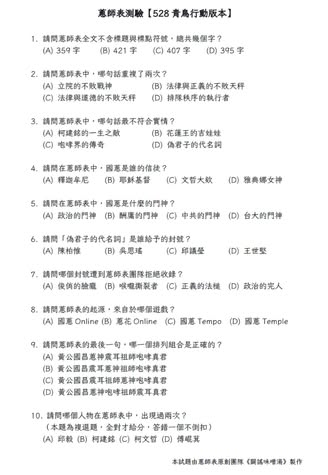 蔥師表測驗【528 青鳥行動版本】
1. 請問蔥師表全文不含標題與標點符號，總共幾個字？
(A) 359 字 (B) 421 字 (C) 407 字 (D) 395 字
2. 請問蔥師表中，哪句話重複了兩次？
(A) 立院的不敗戰神 (B) 法律與正義的不敗天秤
(C) 法律與道德的不敗天秤 (D) 排隊秩序的執行者
3. 請問蔥師表中，哪句話最不符合實情？
(A) 柯建銘的一生之敵 (B) 花蓮王的吉娃娃
(C) 咆哮界的傳奇 (D) 偽君子的代名詞
4. 請問在蔥師表中，國蔥是誰的信徒？
(A) 釋迦牟尼 (B) 耶穌基督 (C) 文哲大欸 (D) 雅典娜女神
5. 請問在蔥師表中，國蔥是什麼的鬥神？
(A) 政治的鬥神 (B) 酬庸的鬥神 (C) 中共的鬥神 (D) 台大的鬥神
6. 請問「偽君子的代名詞」是誰給予的封號？
(A) 陳柏惟 (B) 吳思瑤 (C) 邱議瑩 (D) 王世堅
7. 請問哪個封號遭到蔥師表團隊拒絕收錄？
(A) 俊俏的臉龐 (B) 喉嚨撕裂者 (C) 正義的法槌 (D) 政治的完人
8. 請問蔥師表的起源，來自於哪個遊戲？
(A) 國蔥 Online (B) 蔥花 Online (C) 國蔥 Tempo (D) 國蔥 Temple
9. 請問蔥師表的最後一句，哪一個排列組合是正確的？
(A) 黃公國昌蔥神震耳祖師咆哮真君
(B) 黃公國昌震耳蔥神祖師咆哮真君
(C) 黃公國昌震耳祖師蔥神咆哮真君
(D) 黃公國昌蔥神咆哮祖師震耳真君
10. 請問哪個人物在蔥師表中，出現過兩次？
（本題為複選題，全對才給分，答錯一個不倒扣）
(A) 邱毅 (B) 柯建銘 (C) 柯文哲 (D) 傅崐萁
本試題由蔥師表原創團隊《闢謠味噌湯》製作